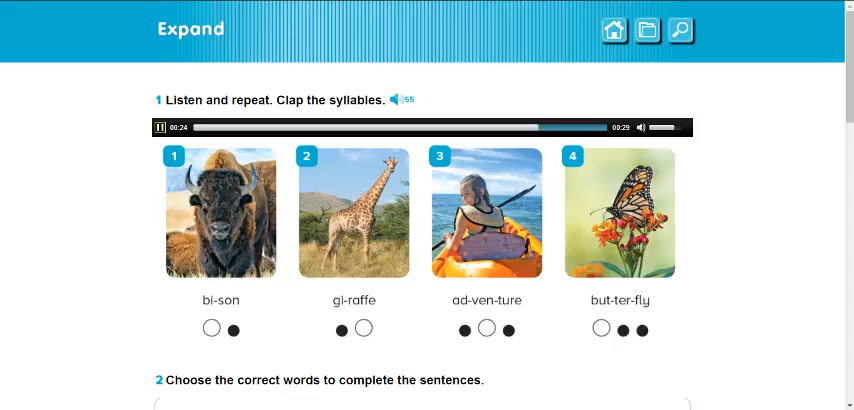 Expand
1 Listen and repeat. Clap the syllables. 55
00:24 00:29
1 2 3 4
bi-son gi-raffe ad-ven-ture but-ter-fly
2 Choose the correct words to complete the sentences.